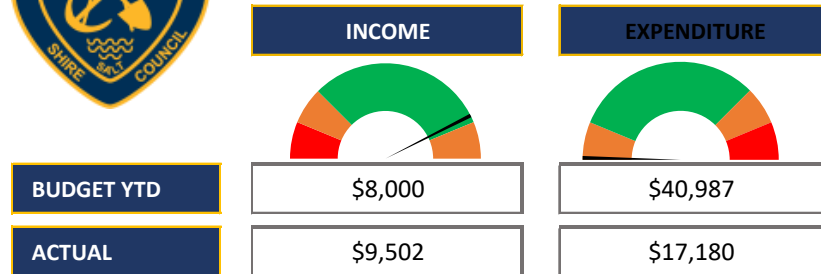 SHIRE SALT COUNCIL
INCOME EXPENDITURE
BUDGET YTD $8,000 $40,987
ACTUAL $9,502 $17,180